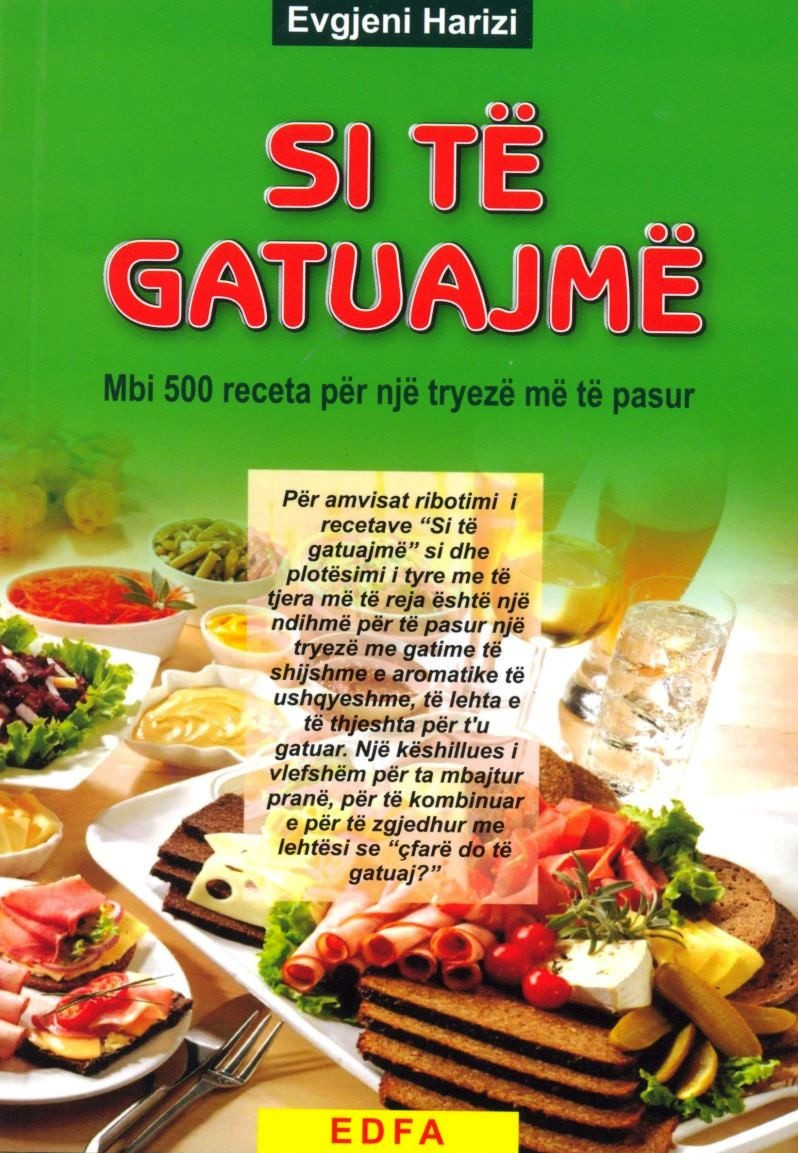 Evgjeni Harizi
SI TË
GATUAJMË
Mbi 500 receta për një tryezë më të pasur
Për amvisat ribotimi i
recetave “Si të
gatuajmë” si dhe
plotësimi i tyre me të
tjera më të reja është një
ndihmë për të pasur një
tryezë me gatime të
shijshme e aromatike të
ushqyeshme, të lehta e
të thjeshta për t'u
gatuar. Një këshillues i
vlefshëm për ta mbajtur
pranë, për të kombinuar
e për të zgjedhur me
lehtësi se “çfarë do të
gatuaj?”
EDFA